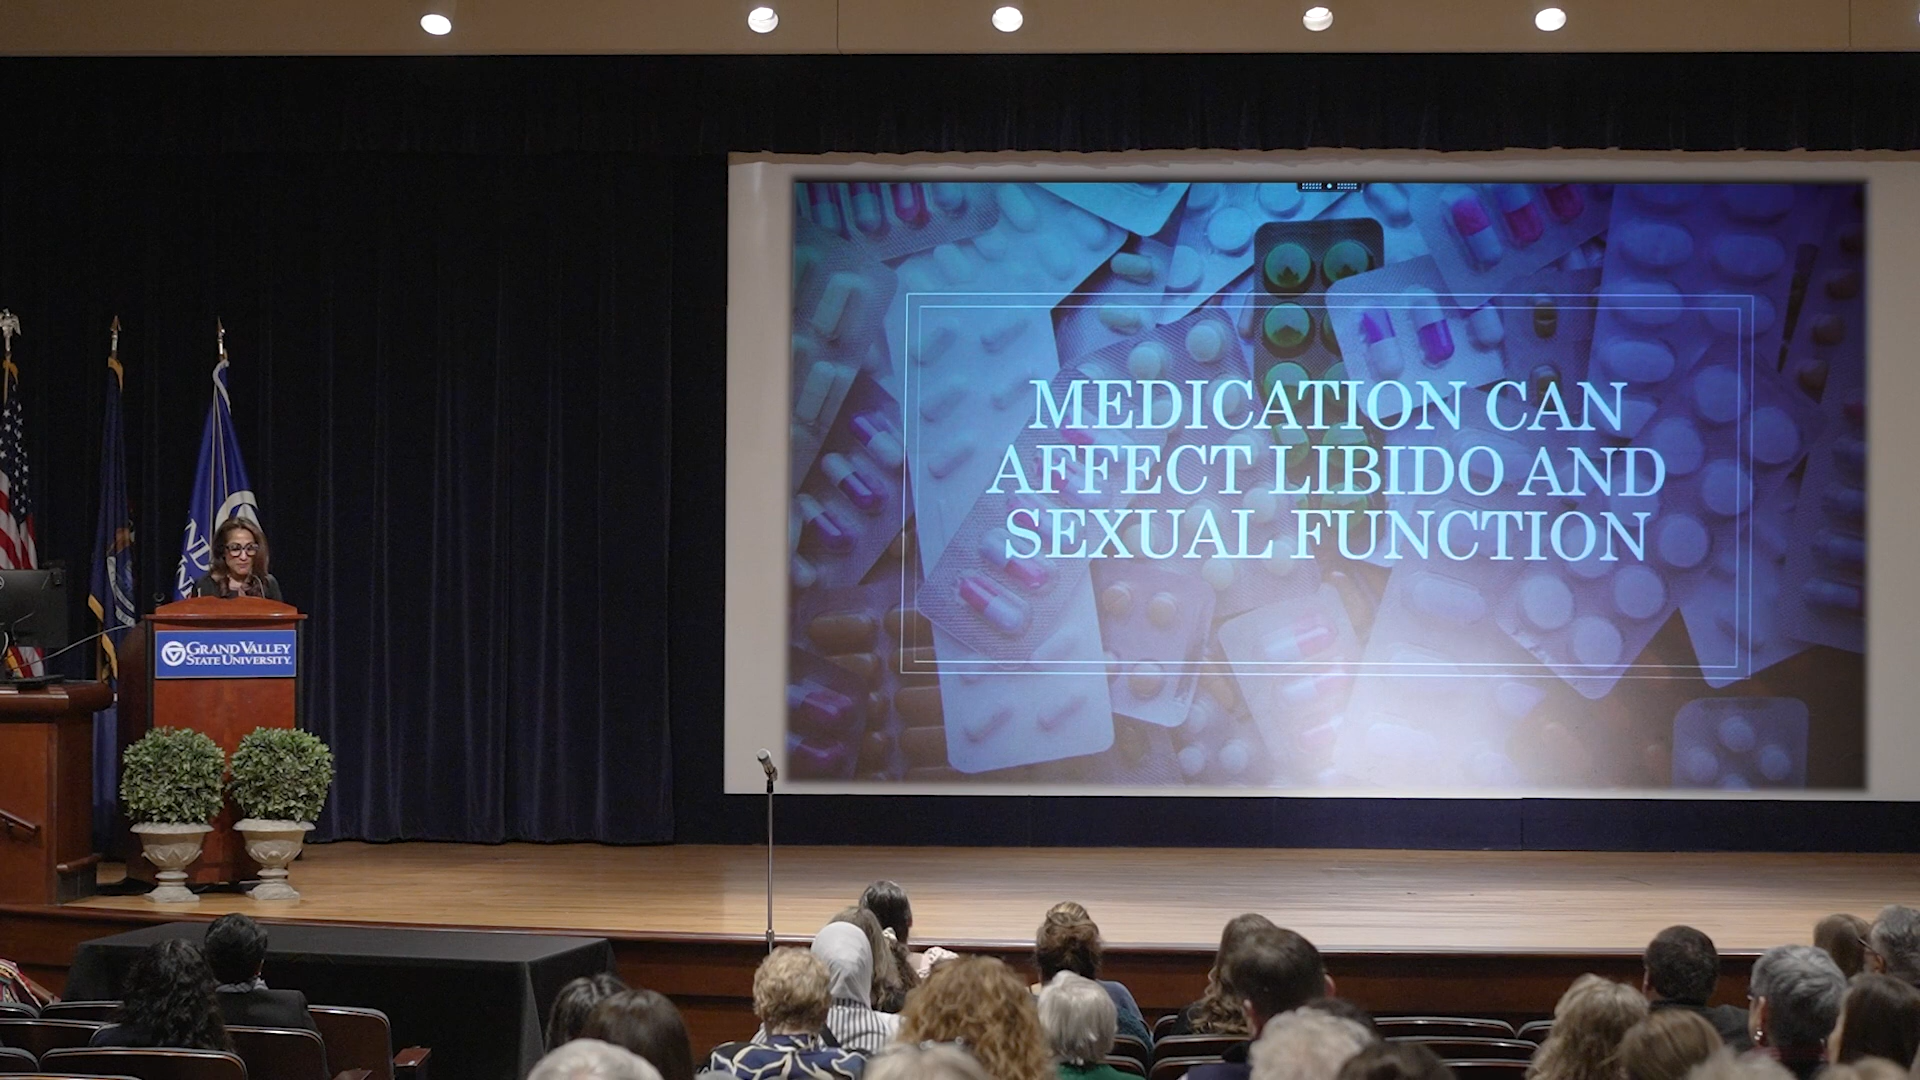 MEDICATION CAN
AFFECT LIBIDO AND
SEXUAL FUNCTION
GRAND VALLEY
STATE UNIVERSITY